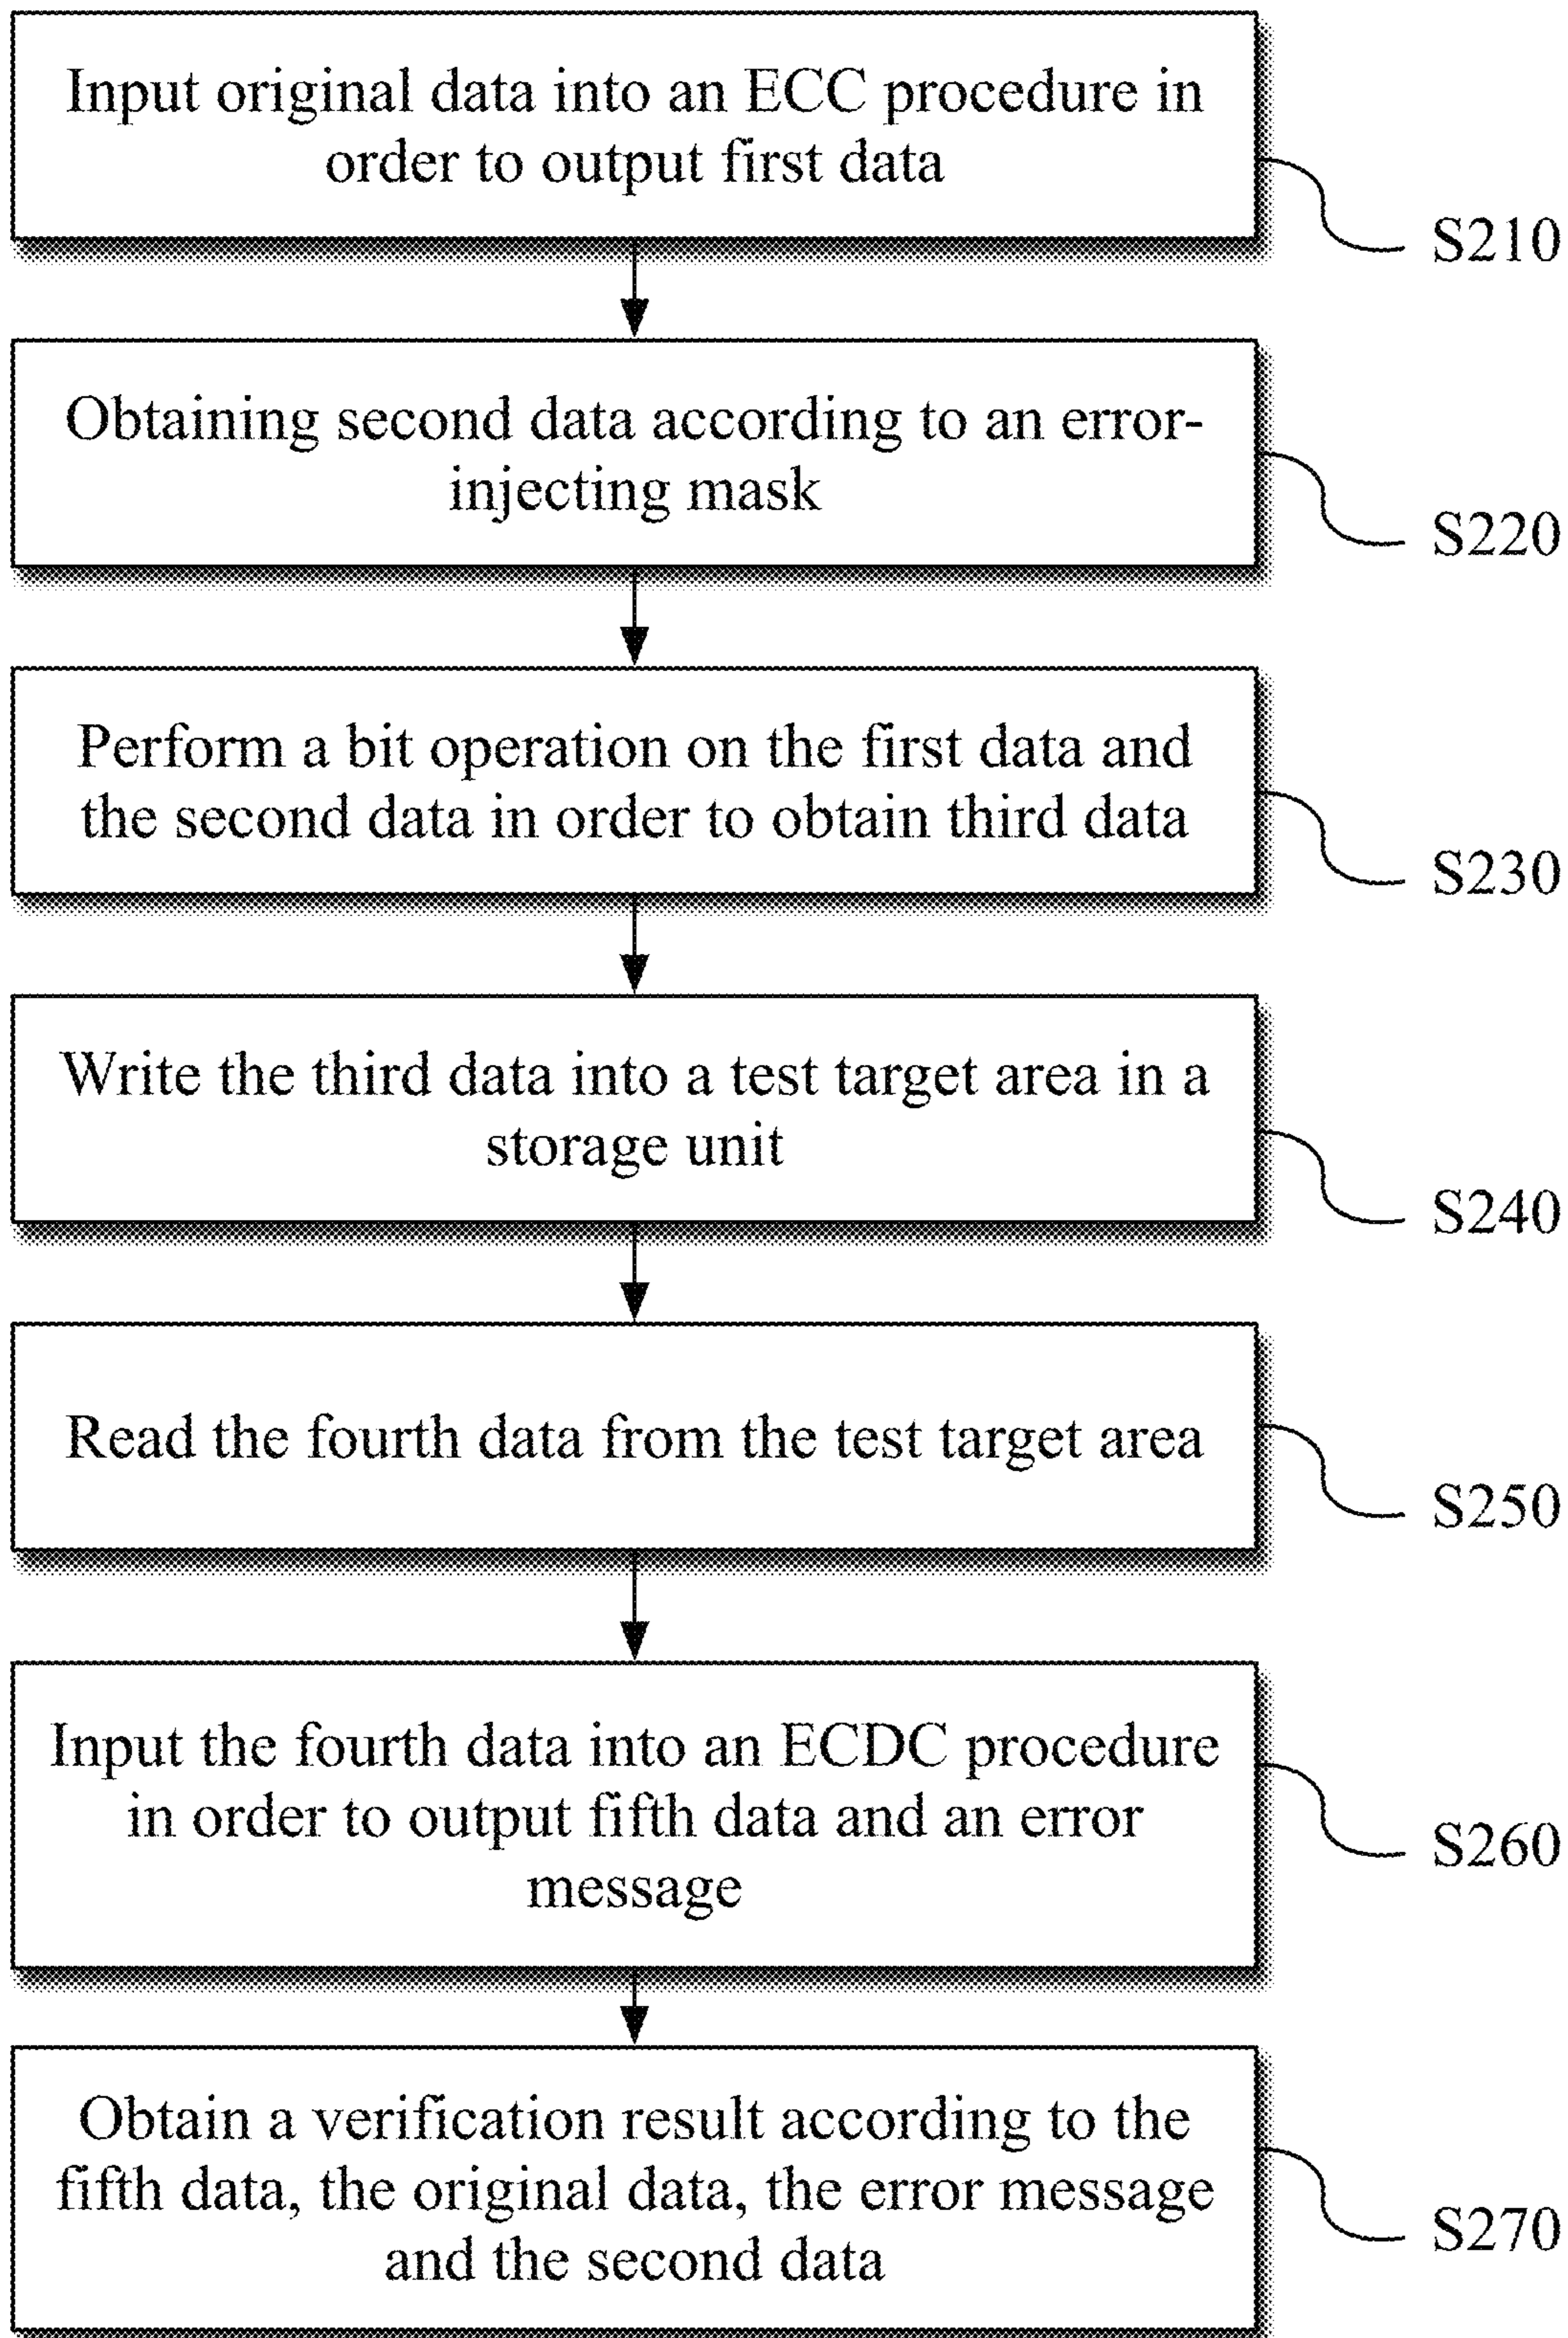 Input original data into an ECC procedure in
order to output first data
S210
Obtaining second data according to an error-
injecting mask
S220
Perform a bit operation on the first data and
the second data in order to obtain third data
S230
Write the third data into a test target area in a
storage unit
S240
Read the fourth data from the test target area
S250
Input the fourth data into an ECDC procedure
in order to output fifth data and an error
message
S260
Obtain a verification result according to the
fifth data, the original data, the error message
and the second data
S270